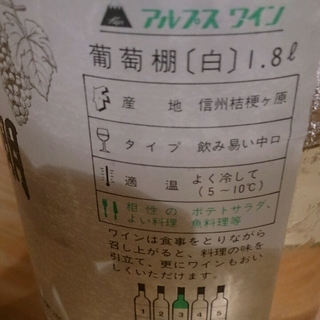 アルプス ワイン
葡萄棚〔白〕1.8ℓ
産地 信州桔梗ヶ原
タイプ 飲み易い中口
適温 よく冷して
(5〜10℃)
相性の ポテトサラダ、
よい料理 魚料理等
ワインは食事をとりながら
召し上がると、料理の味を
引立て、更にワインもおい
しくいただけます。
1 2 3 4 5